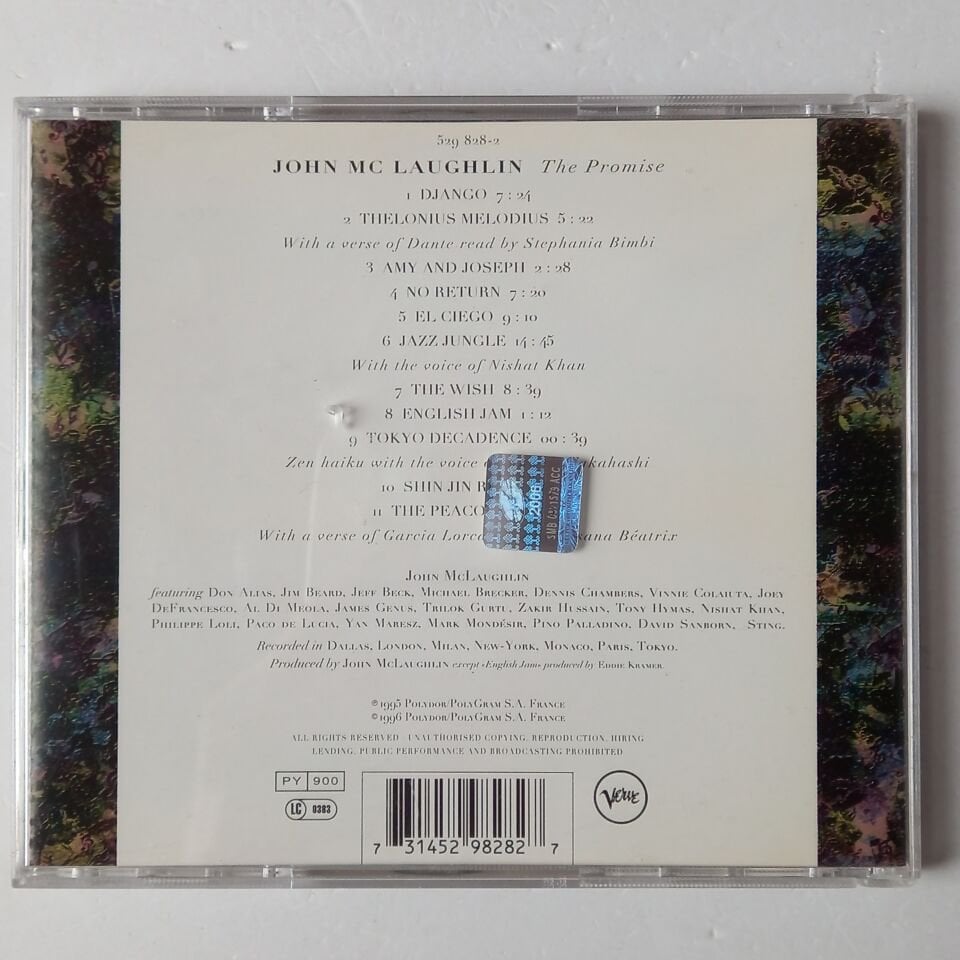 529 828-2
JOHN MC LAUGHLIN The Promise
1 DJANGO 7 : 24
2 THELONIUS MELODIUS 5 : 22
With a verse of Dante read by Stephania Bimbi
3 AMY AND JOSEPH 2 : 28
4 NO RETURN 7 : 20
5 EL CIEGO 9 : 10
6 JAZZ JUNGLE 14 : 45
With the voice of Nishat Khan
7 THE WISH 8 : 39
8 ENGLISH JAM 1 : 12
9 TOKYO DECADENCE 00 : 39
Zen haiku with the voice
10 SHIN JIN
11 THE
With a verse of Garcia Béatrix
2000
JOHN MCLAUGHLIN
featuring DON ALIAS, JIM BEARD, JEFF BECK, MICHAEL BRECKER, DENNIS CHAMBERS, VINNIE COLAIUTA, JOEY
DEFRANCESCO, AL DI MEOLA, JAMES GENUS, TRILOK GURTU, ZAKIR HUSSAIN, TONY HYMAS, NISHAT KHAN,
PHILIPPE LOLI, PACO DE LUCIA, YAN MARESZ, MARK MONDÉSIR, PINO PALLADINO, DAVID SANBORN, STING.
Recorded in DALLAS, LONDON, MILAN, NEW-YORK, MONACO, PARIS, TOKYO.
Produced by JOHN MCLAUGHLIN except «English Jam» produced by EDDIE KRAMER.
℗ 1995 POLYDOR/POLYGRAM S.A. FRANCE
© 1996 POLYDOR/POLYGRAM S.A. FRANCE
ALL RIGHTS RESERVED - UNAUTHORISED COPYING, REPRODUCTION, HIRING
LENDING, PUBLIC PERFORMANCE AND BROADCASTING PROHIBITED
PY 900
LC 0383
7 31452 98282 7
VERVE